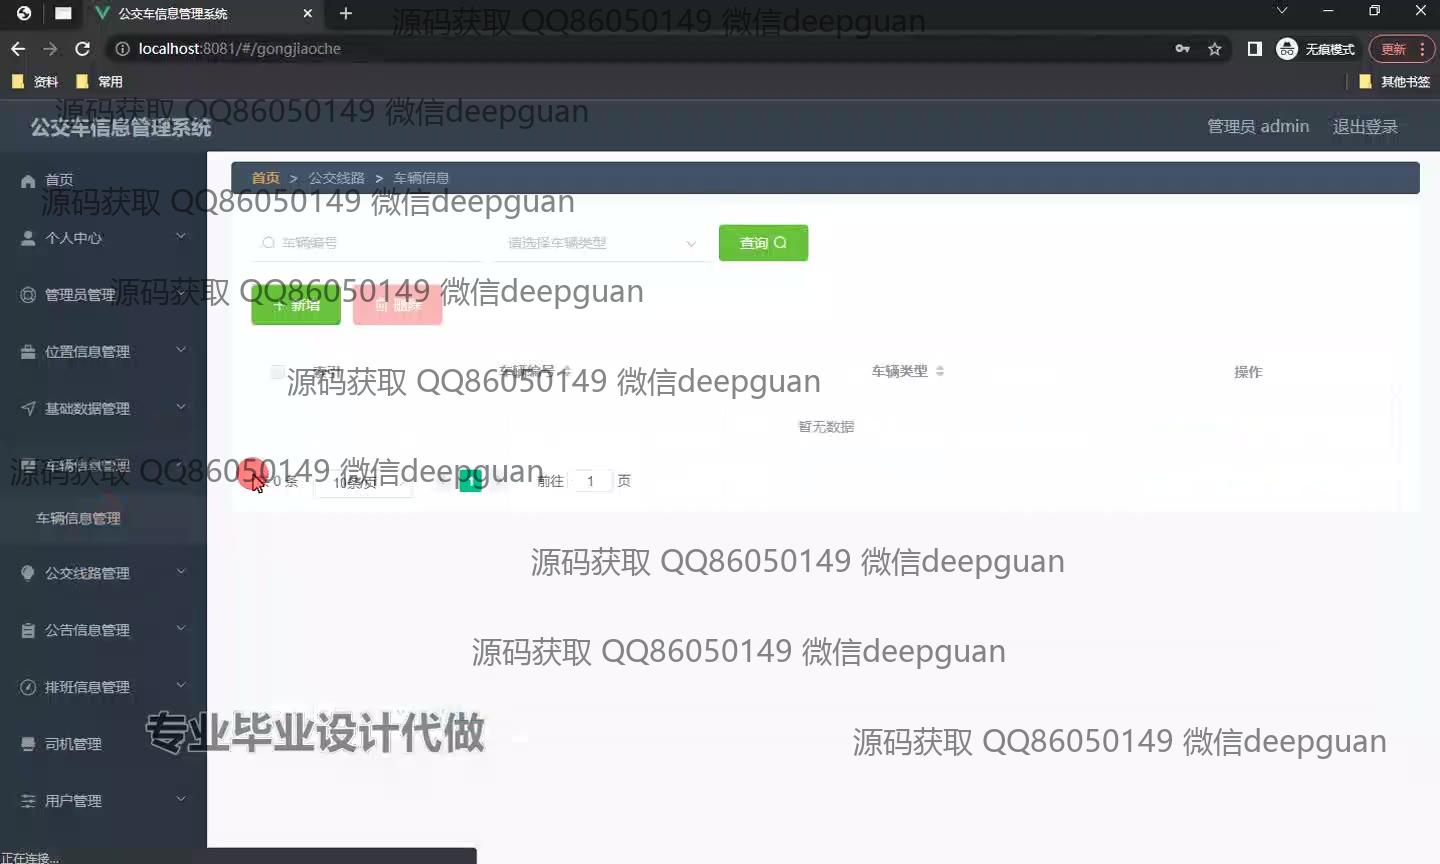 公交车信息管理系统
源码获取 QQ86050149 微信deepguan
localhost:8081/#/gongjiaoche
无痕模式
更新
资料
常用
其他书签
源码获取 QQ86050149 微信deepguan
公交车信息管理系统
管理员 admin
退出登录
首页
首页 > 公交线路 > 车辆信息
源码获取 QQ86050149 微信deepguan
个人中心
车辆编号
请选择车辆类型
查询
管理员管理
源码获取 QQ86050149 微信deepguan
新增
删除
位置信息管理
索引
车辆编号
车辆类型
操作
源码获取 QQ86050149 微信deepguan
基础数据管理
暂无数据
车辆信息管理
源码获取 QQ86050149 微信deepguan
共 0 条
10条/页
1
前往 1 页
车辆信息管理
源码获取 QQ86050149 微信deepguan
公交线路管理
公告信息管理
源码获取 QQ86050149 微信deepguan
排班信息管理
专业毕业设计代做
司机管理
源码获取 QQ86050149 微信deepguan
用户管理
正在连接...